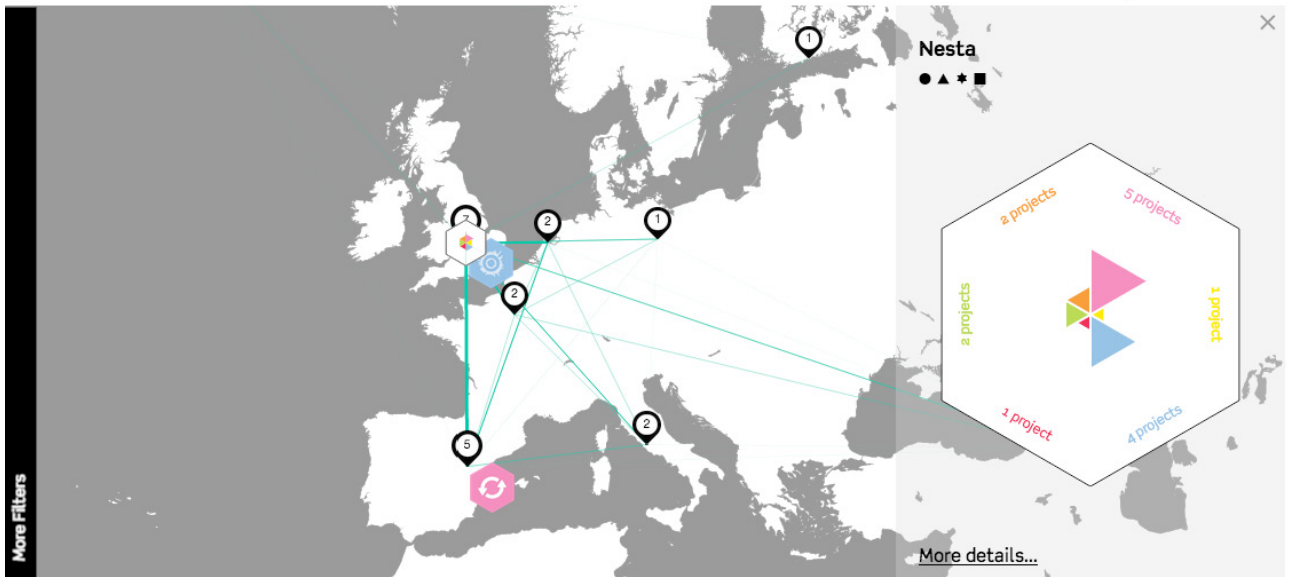 1
Nesta
2 projects
5 projects
7
2
1
2 projects
1 project
2
1 project
4 projects
2
5
More Filters
More details...